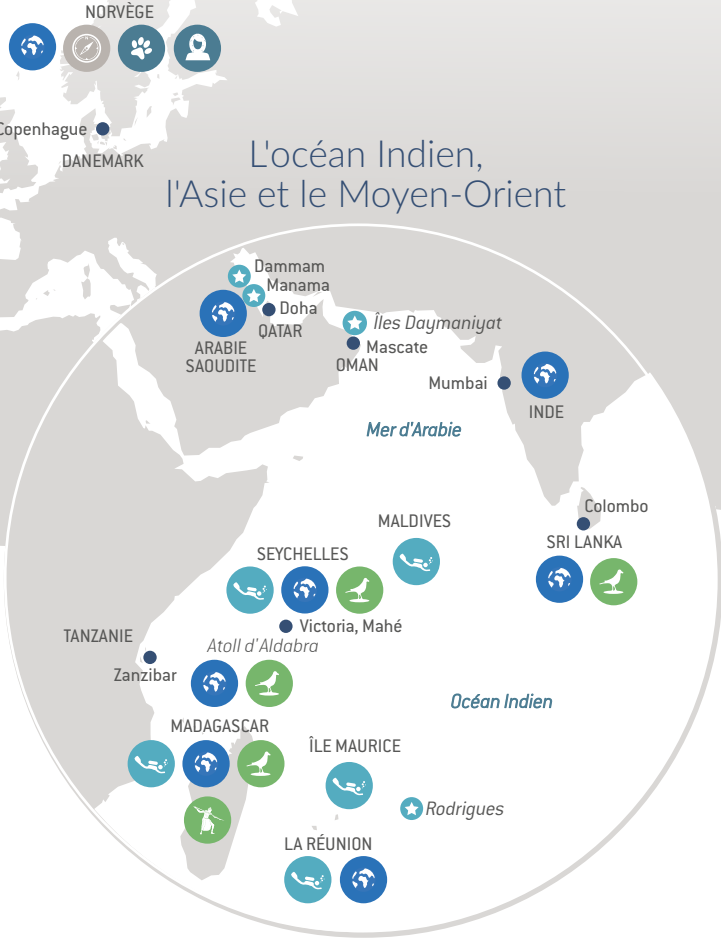 NORVÈGE
Copenhague
DANEMARK
L'océan Indien,
l'Asie et le Moyen-Orient
Dammam
Manama
Doha
QATAR
ARABIE
SAOUDITE
Îles Daymaniyat
Mascate
OMAN
Mumbai
INDE
Mer d'Arabie
Colombo
SRI LANKA
MALDIVES
SEYCHELLES
Victoria, Mahé
TANZANIE
Atoll d'Aldabra
Zanzibar
Océan Indien
MADAGASCAR
ÎLE MAURICE
Rodrigues
LA RÉUNION